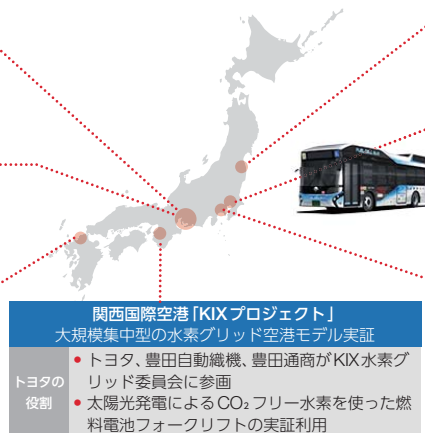 FUEL CELL BUS
関西国際空港「KIXプロジェクト」
大規模集中型の水素グリッド空港モデル実証
トヨタの
役割
• トヨタ、豊田自動織機、豊田通商がKIX水素グ
リッド委員会に参画
• 太陽光発電によるCO₂フリー水素を使った燃
料電池フォークリフトの実証利用